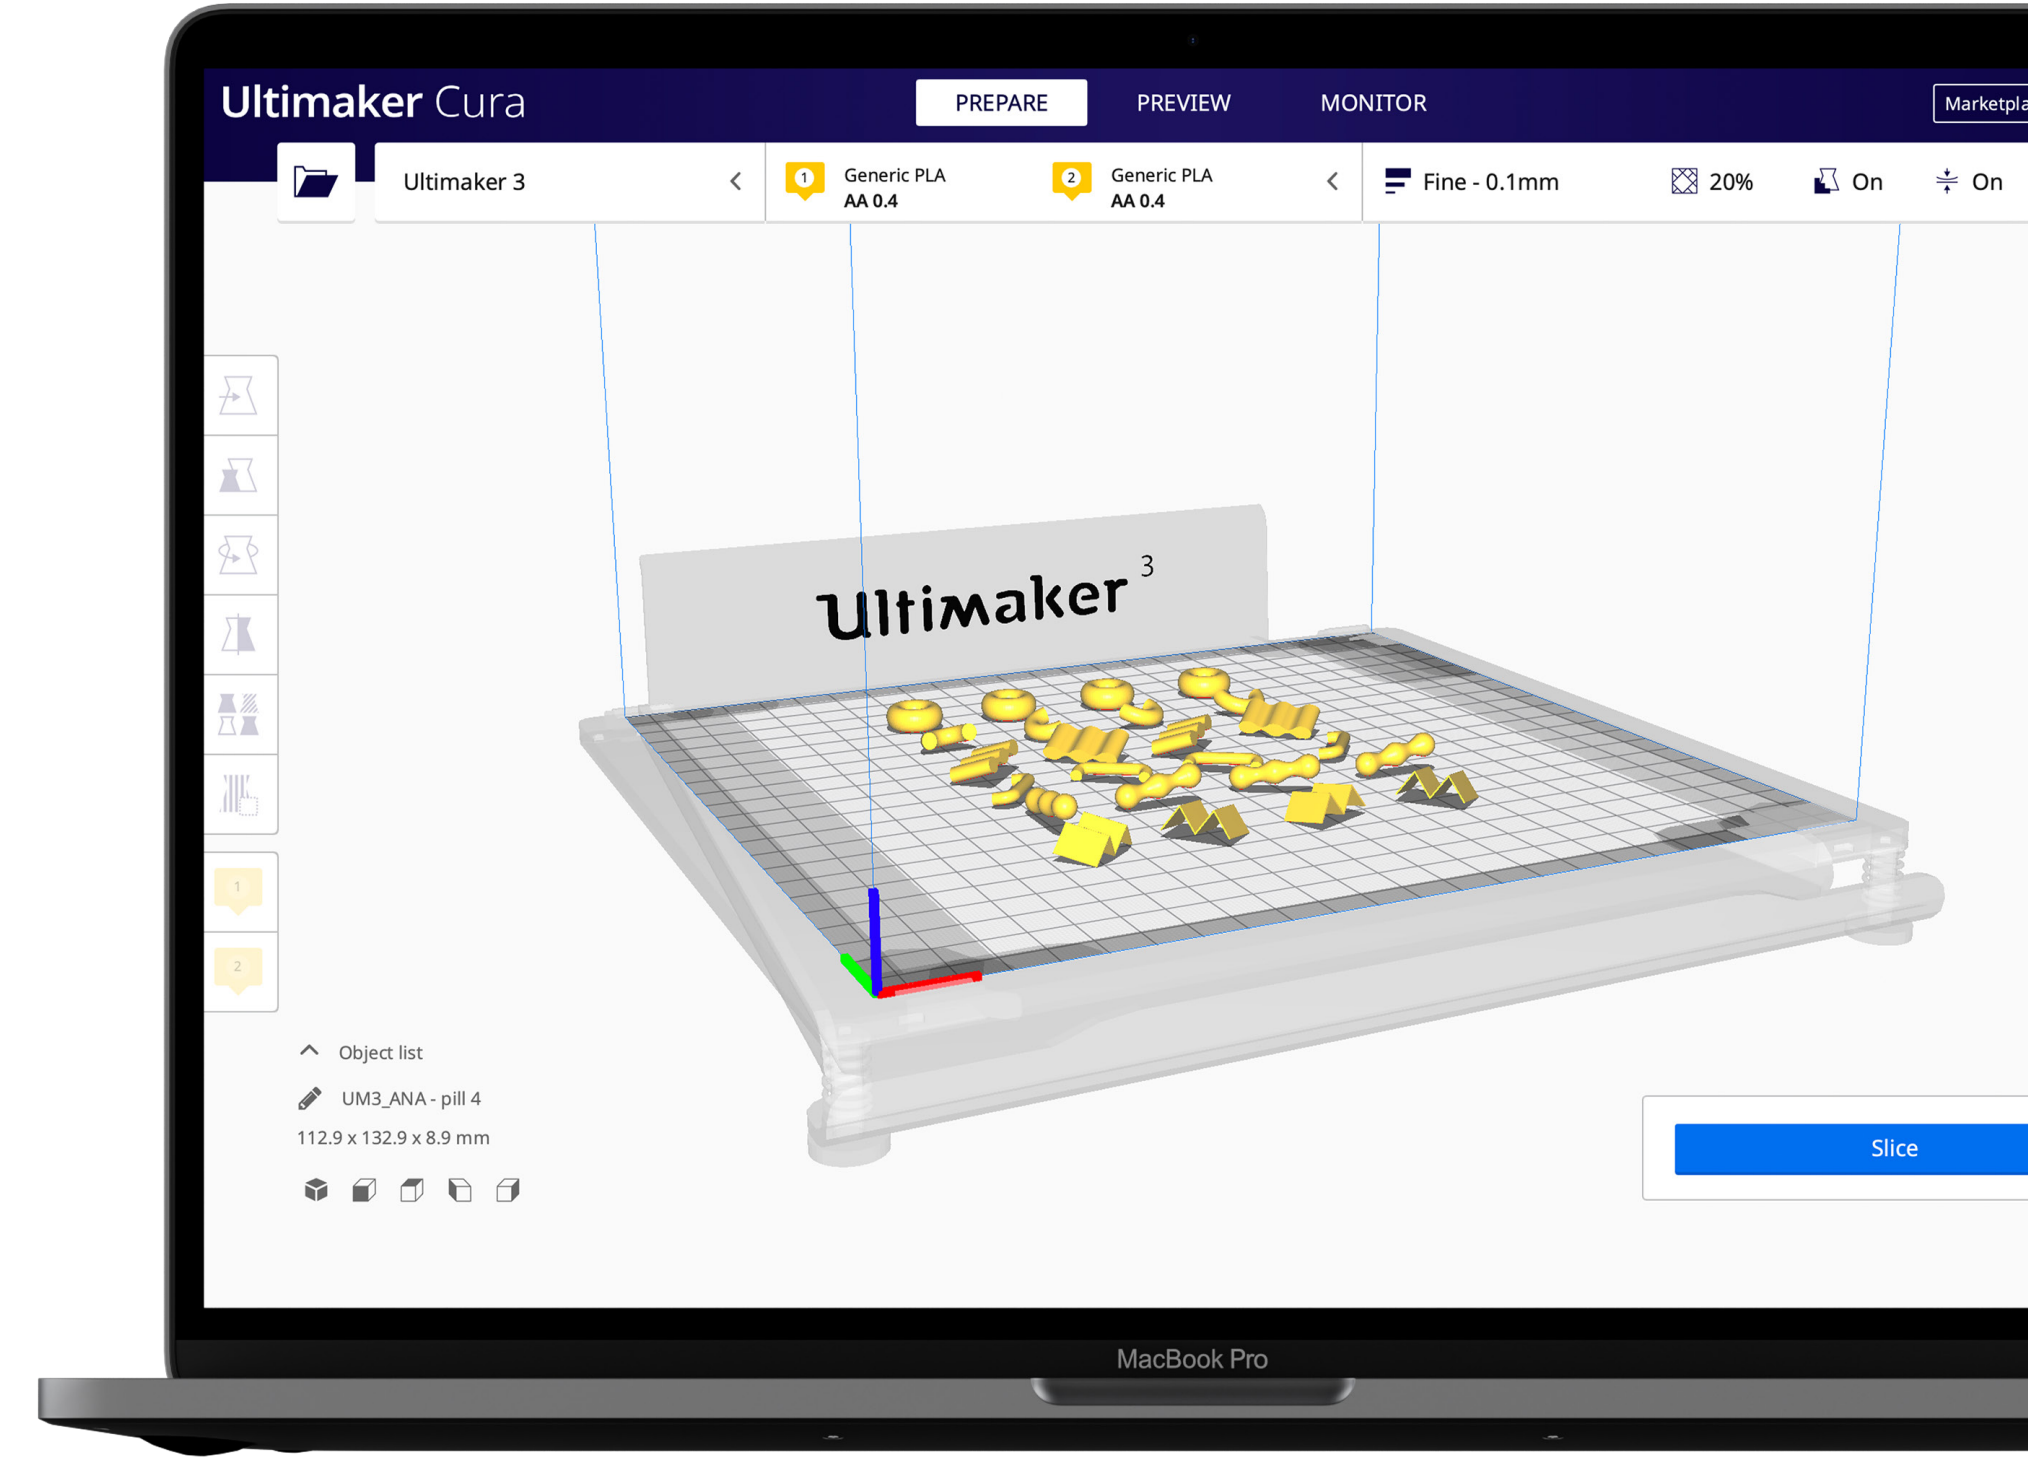 Ultimaker Cura
PREPARE
PREVIEW
MONITOR
Marketpla
Ultimaker 3
1
Generic PLA
AA 0.4
2
Generic PLA
AA 0.4
Fine - 0.1mm
20%
On
On
Ultimaker 3
1
2
Object list
UM3_ANA - pill 4
112.9 x 132.9 x 8.9 mm
Slice
MacBook Pro